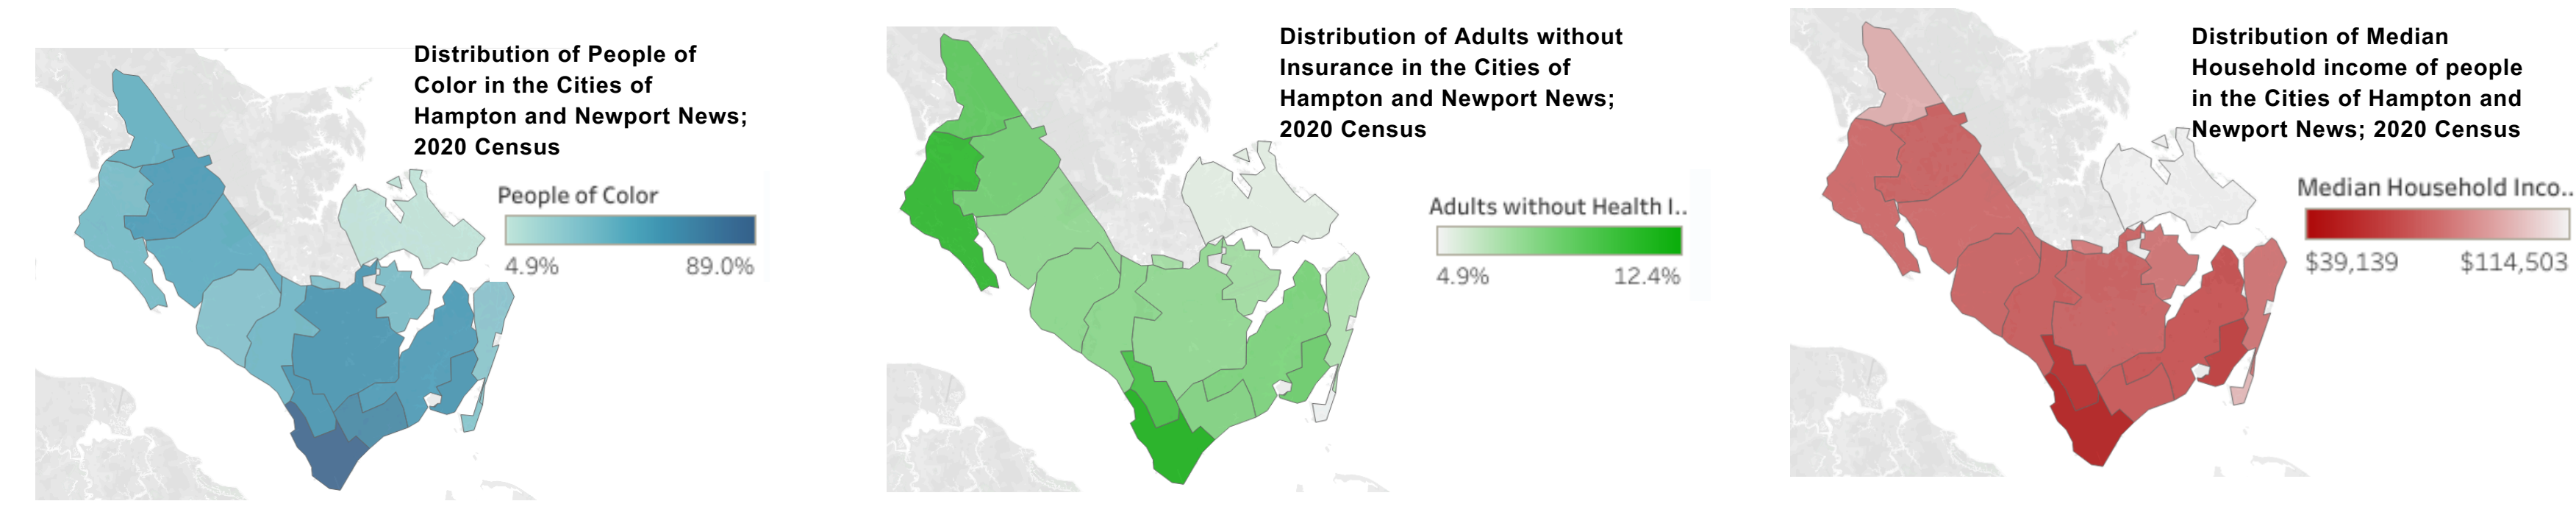 Distribution of People of
Color in the Cities of
Hampton and Newport News;
2020 Census
People of Color
4.9%
89.0%
Distribution of Adults without
Insurance in the Cities of
Hampton and Newport News;
2020 Census
Adults without Health I..
4.9%
12.4%
Distribution of Median
Household income of people
in the Cities of Hampton and
Newport News; 2020 Census
Median Household Inco..
$39,139
$114,503